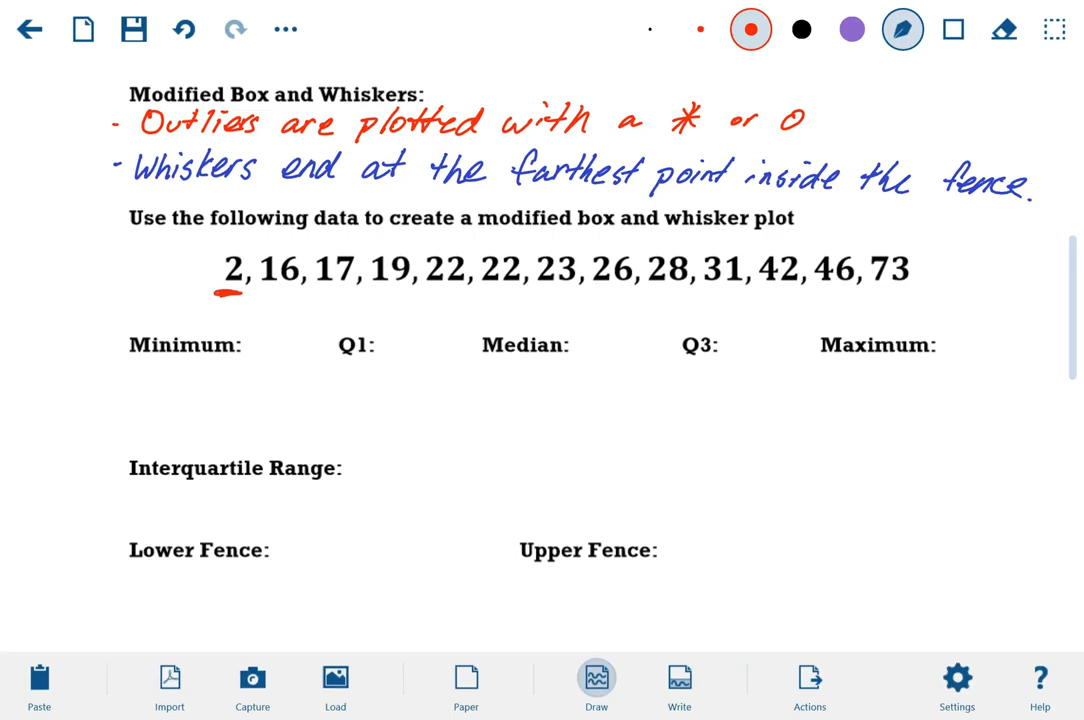 Modified Box and Whiskers:
- Outliers are plotted with a * or O
- Whiskers end at the farthest point inside the fence.
Use the following data to create a modified box and whisker plot
2, 16, 17, 19, 22, 22, 23, 26, 28, 31, 42, 46, 73
Minimum: Q1: Median: Q3: Maximum:
Interquartile Range:
Lower Fence: Upper Fence:
Paste Import Capture Load Paper Draw Write Actions Settings Help